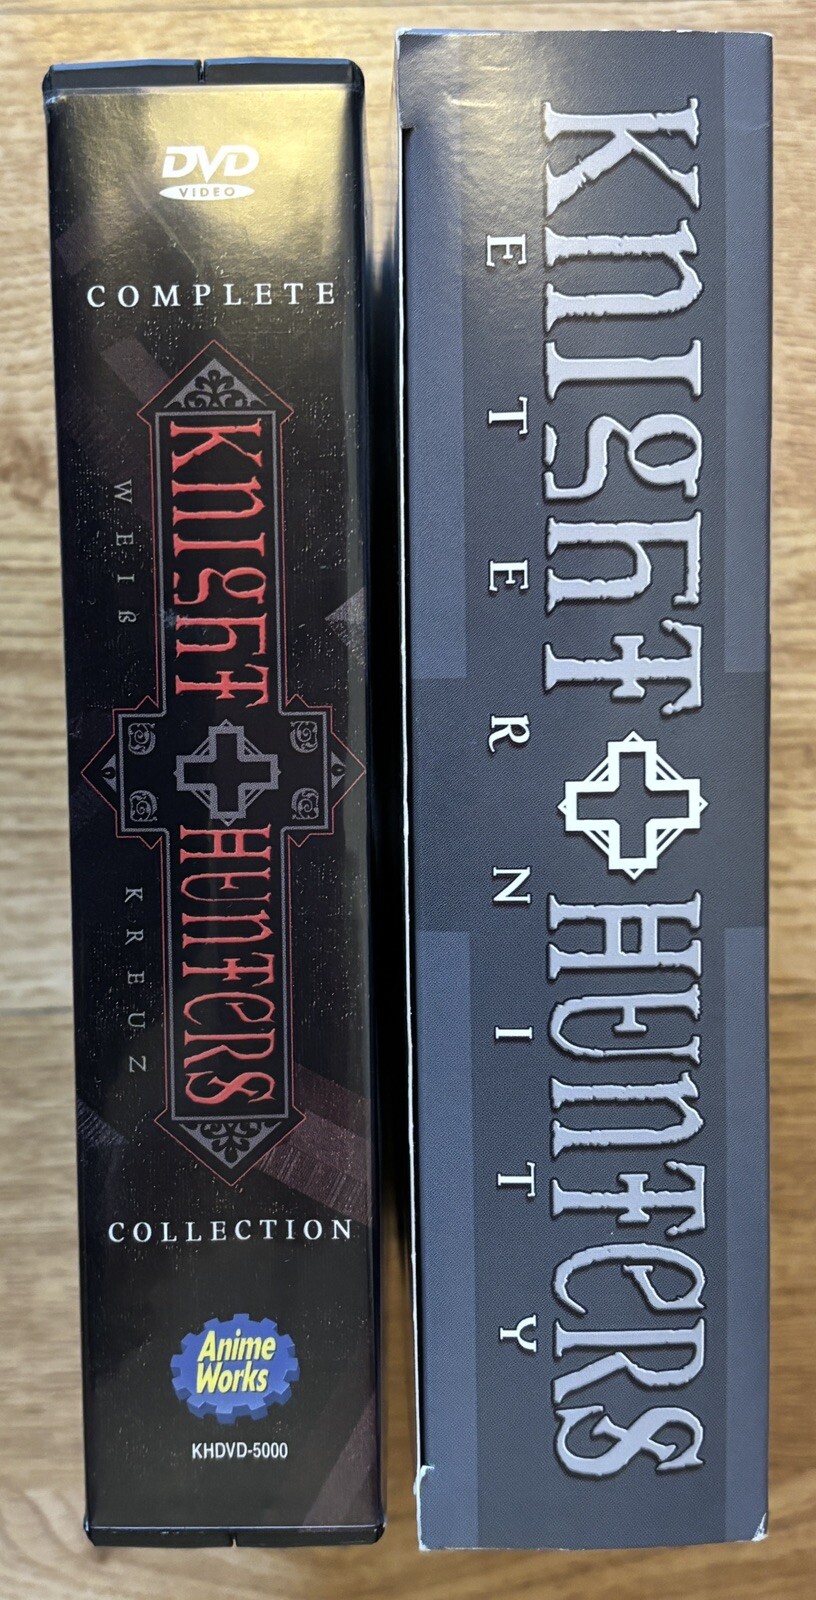 DVD
VIDEO
COMPLETE
KNIGHT HUNTERS
WEIß KREUZ
COLLECTION
Anime
Works
KHDVD-5000
KNIGHT HUNTERS
ETERNITY